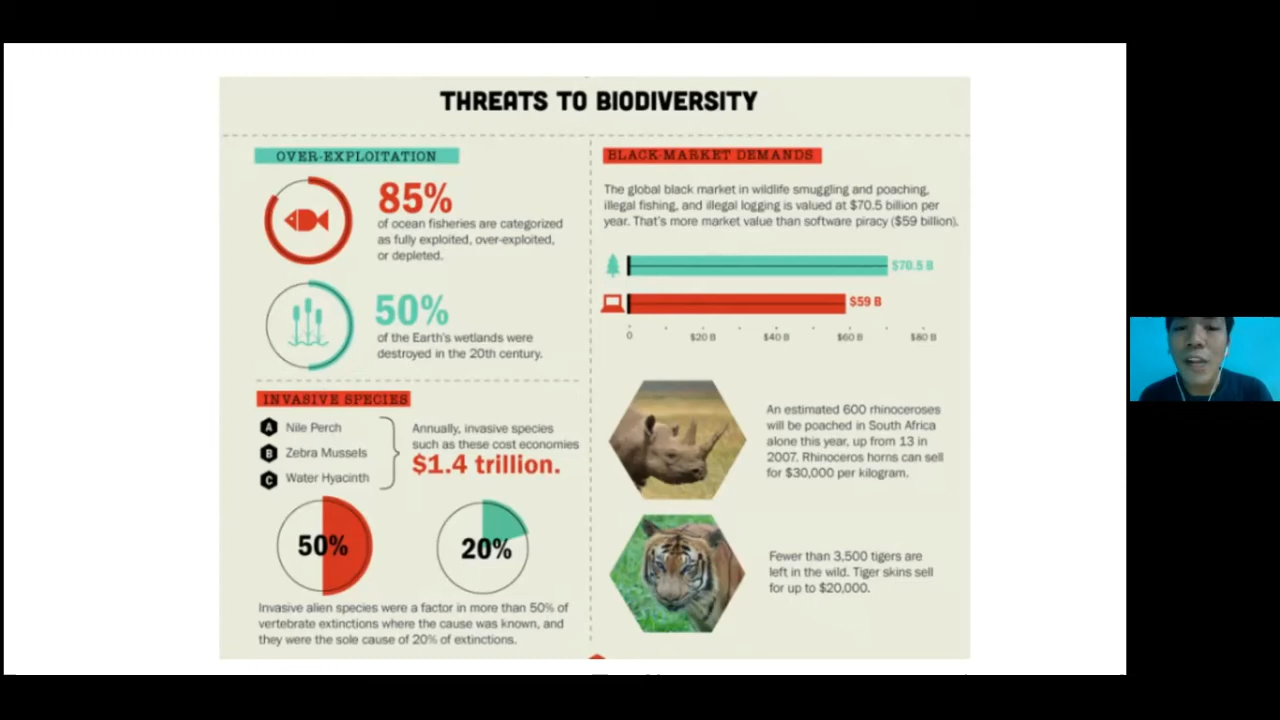 THREATS TO BIODIVERSITY
OVER-EXPLOITATION
85%
of ocean fisheries are categorized
as fully exploited, over-exploited,
or depleted.
50%
of the Earth's wetlands were
destroyed in the 20th century.
INVASIVE SPECIES
A Nile Perch
B Zebra Mussels
C Water Hyacinth
Annually, invasive species
such as these cost economies
$1.4 trillion.
50%
20%
Invasive alien species were a factor in more than 50% of
vertebrate extinctions where the cause was known, and
they were the sole cause of 20% of extinctions.
BLACK-MARKET DEMANDS
The global black market in wildlife smuggling and poaching,
illegal fishing, and illegal logging is valued at $70.5 billion per
year. That's more market value than software piracy ($59 billion).
$70.5 B
$59 B
0 $20 B $40 B $60 B $80 B
An estimated 600 rhinoceroses
will be poached in South Africa
alone this year, up from 13 in
2007. Rhinoceros horns can sell
for $30,000 per kilogram.
Fewer than 3,500 tigers are
left in the wild. Tiger skins sell
for up to $20,000.